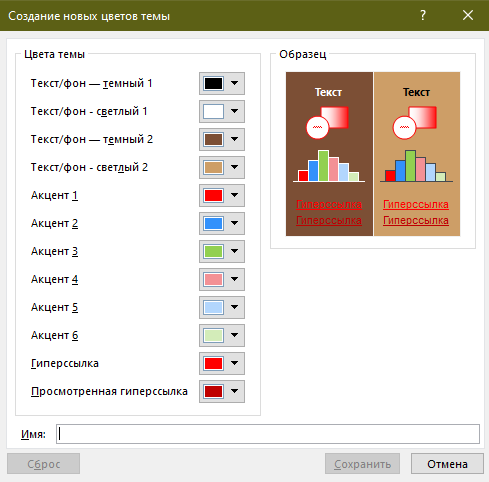 Создание новых цветов темы
?
Цвета темы
Текст/фон — темный 1
Текст/фон - светлый 1
Текст/фон — темный 2
Текст/фон - светлый 2
Акцент 1
Акцент 2
Акцент 3
Акцент 4
Акцент 5
Акцент 6
Гиперссылка
Просмотренная гиперссылка
Образец
Текст Текст
Гиперссылка Гиперссылка
Гиперссылка Гиперссылка
Имя:
Сброс Сохранить Отмена